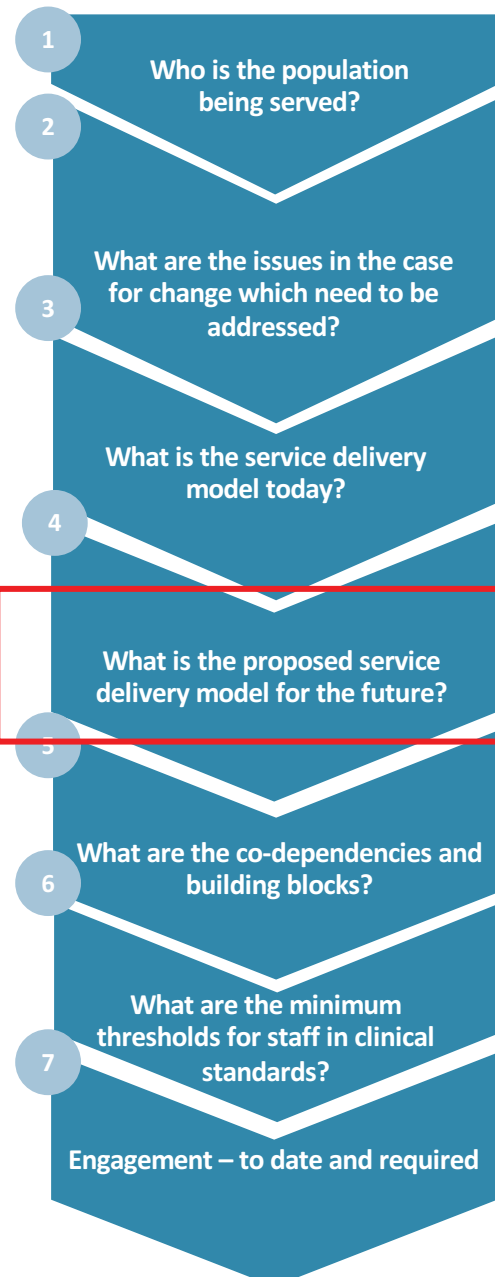 1
Who is the population
being served?
2
What are the issues in the case
for change which need to be
addressed?
3
What is the service delivery
model today?
4
What is the proposed service
delivery model for the future?
5
What are the co-dependencies and
building blocks?
6
What are the minimum
thresholds for staff in clinical
standards?
7
Engagement – to date and required